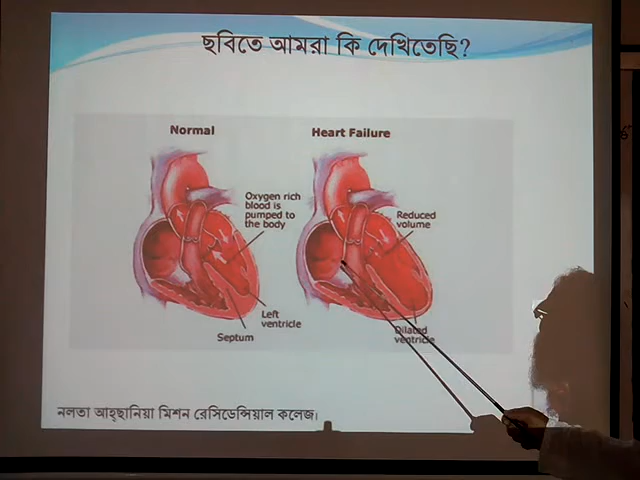 ছবিতে আমরা কি দেখিতেছি?
Normal
Heart Failure
Oxygen rich
blood is
pumped to
the body
Reduced
volume
Left
ventricle
Septum
Dilated
ventricle
নলতা আহ্ছানিয়া মিশন রেসিডেন্সিয়াল কলেজ।